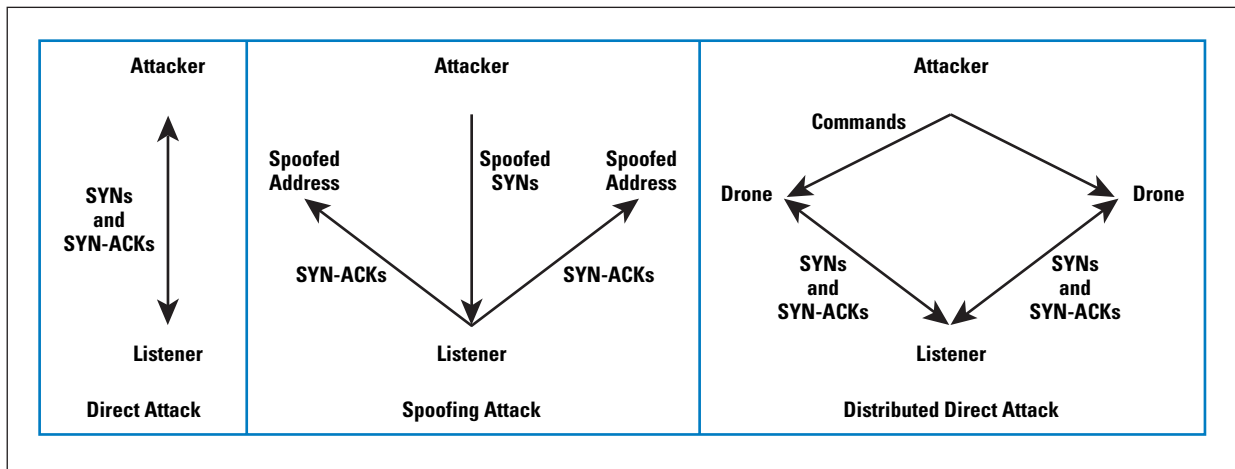 Attacker
SYNs
and
SYN-ACKs
Listener
Direct Attack
Attacker
Spoofed
Address
Spoofed
SYNs
Spoofed
Address
SYN-ACKs
SYN-ACKs
Listener
Spoofing Attack
Attacker
Commands
Drone
Drone
SYNs
and
SYN-ACKs
SYNs
and
SYN-ACKs
Listener
Distributed Direct Attack